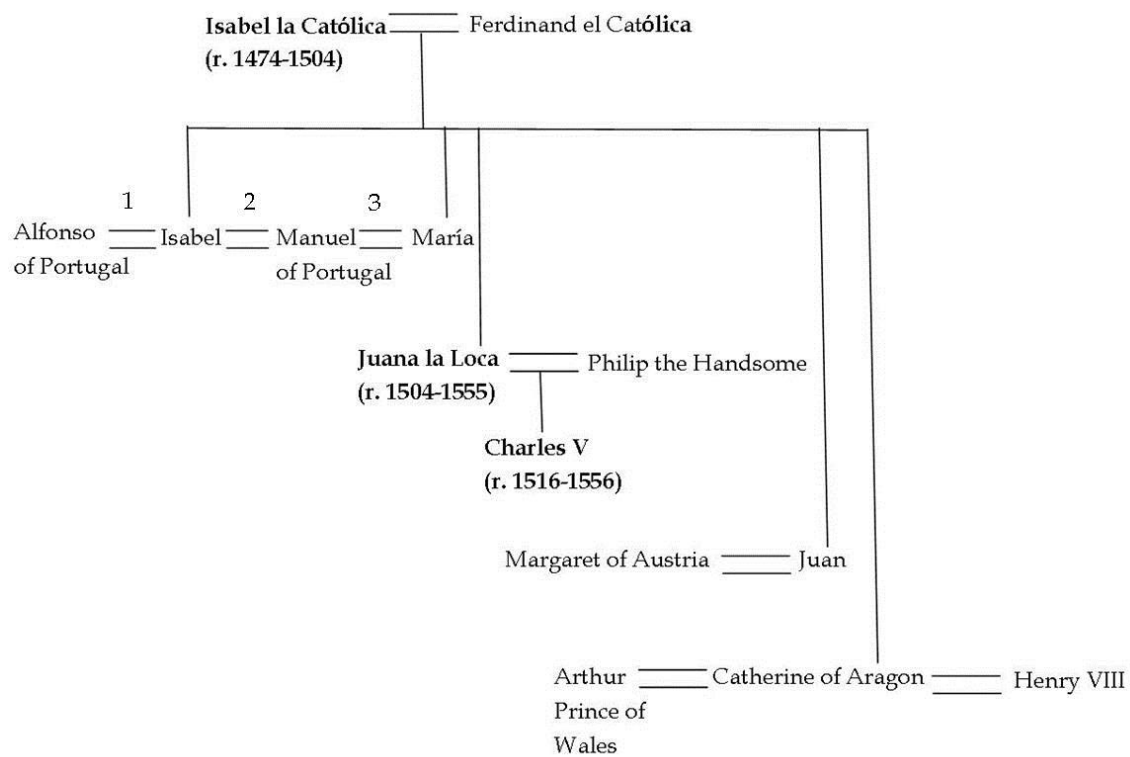 Isabel la Católica Ferdinand el Católica
(r. 1474-1504)
1 2 3
Alfonso Isabel Manuel María
of Portugal of Portugal
Juana la Loca Philip the Handsome
(r. 1504-1555)
Charles V
(r. 1516-1556)
Margaret of Austria Juan
Arthur Catherine of Aragon Henry VIII
Prince of
Wales